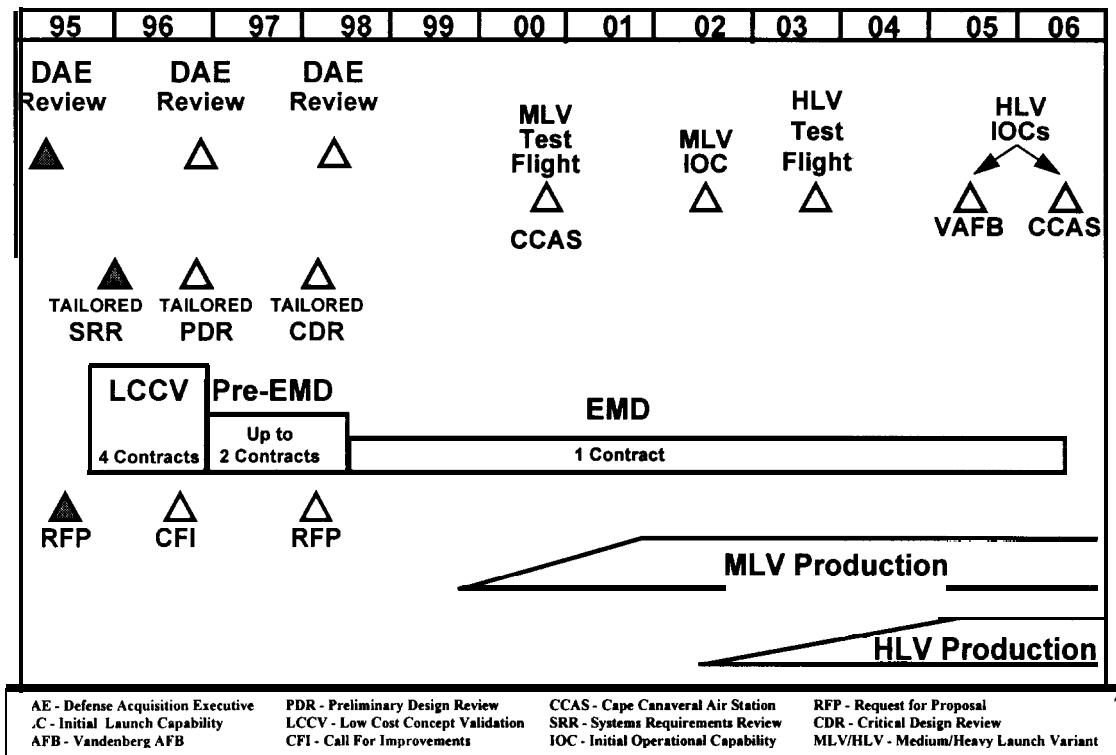 95 96 97 98 99 00 01 02 03 04 05 06
DAE
Review
DAE
Review
DAE
Review
MLV
Test
Flight
CCAS
MLV
IOC
HLV
Test
Flight
HLV
IOCs
VAFB
CCAS
TAILORED
SRR
TAILORED
PDR
TAILORED
CDR
LCCV
4 Contracts
Pre-EMD
Up to
2 Contracts
EMD
1 Contract
RFP
CFI
RFP
MLV Production
HLV Production
AE - Defense Acquisition Executive
.C - Initial Launch Capability
AFB - Vandenberg AFB
PDR - Preliminary Design Review
LCCV - Low Cost Concept Validation
CFI - Call For Improvements
CCAS - Cape Canaveral Air Station
SRR - Systems Requirements Review
IOC - Initial Operational Capability
RFP - Request for Proposal
CDR - Critical Design Review
MLV/HLV - Medium/Heavy Launch Variant